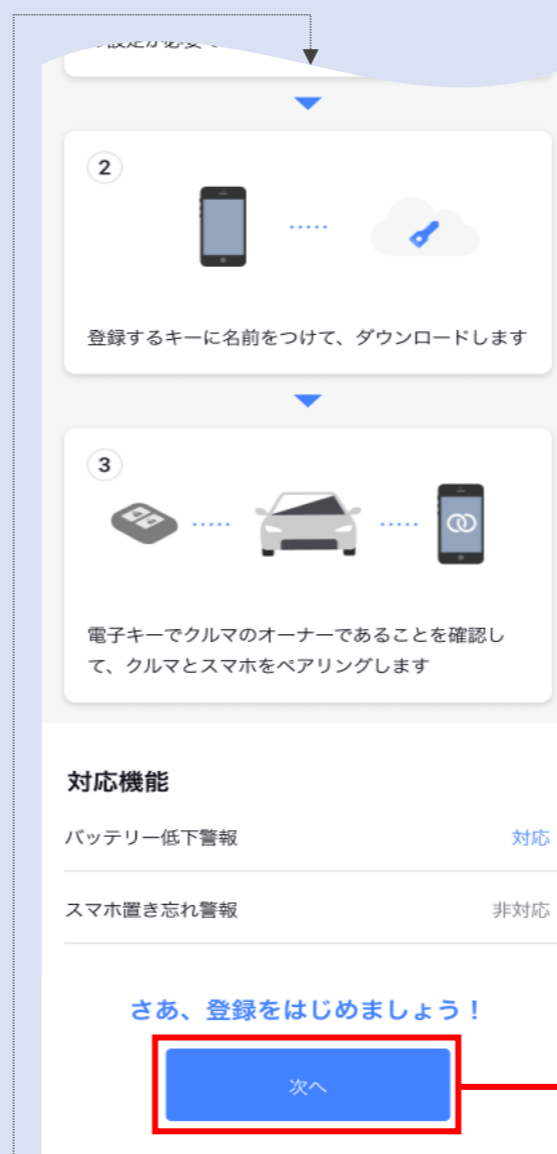 設定が必要
2
登録するキーに名前をつけて、ダウンロードします
3
電子キーでクルマのオーナーであることを確認し
て、クルマとスマホをペアリングします
対応機能
バッテリー低下警報 対応
スマホ置き忘れ警報 非対応
さあ、登録をはじめましょう！
次へ